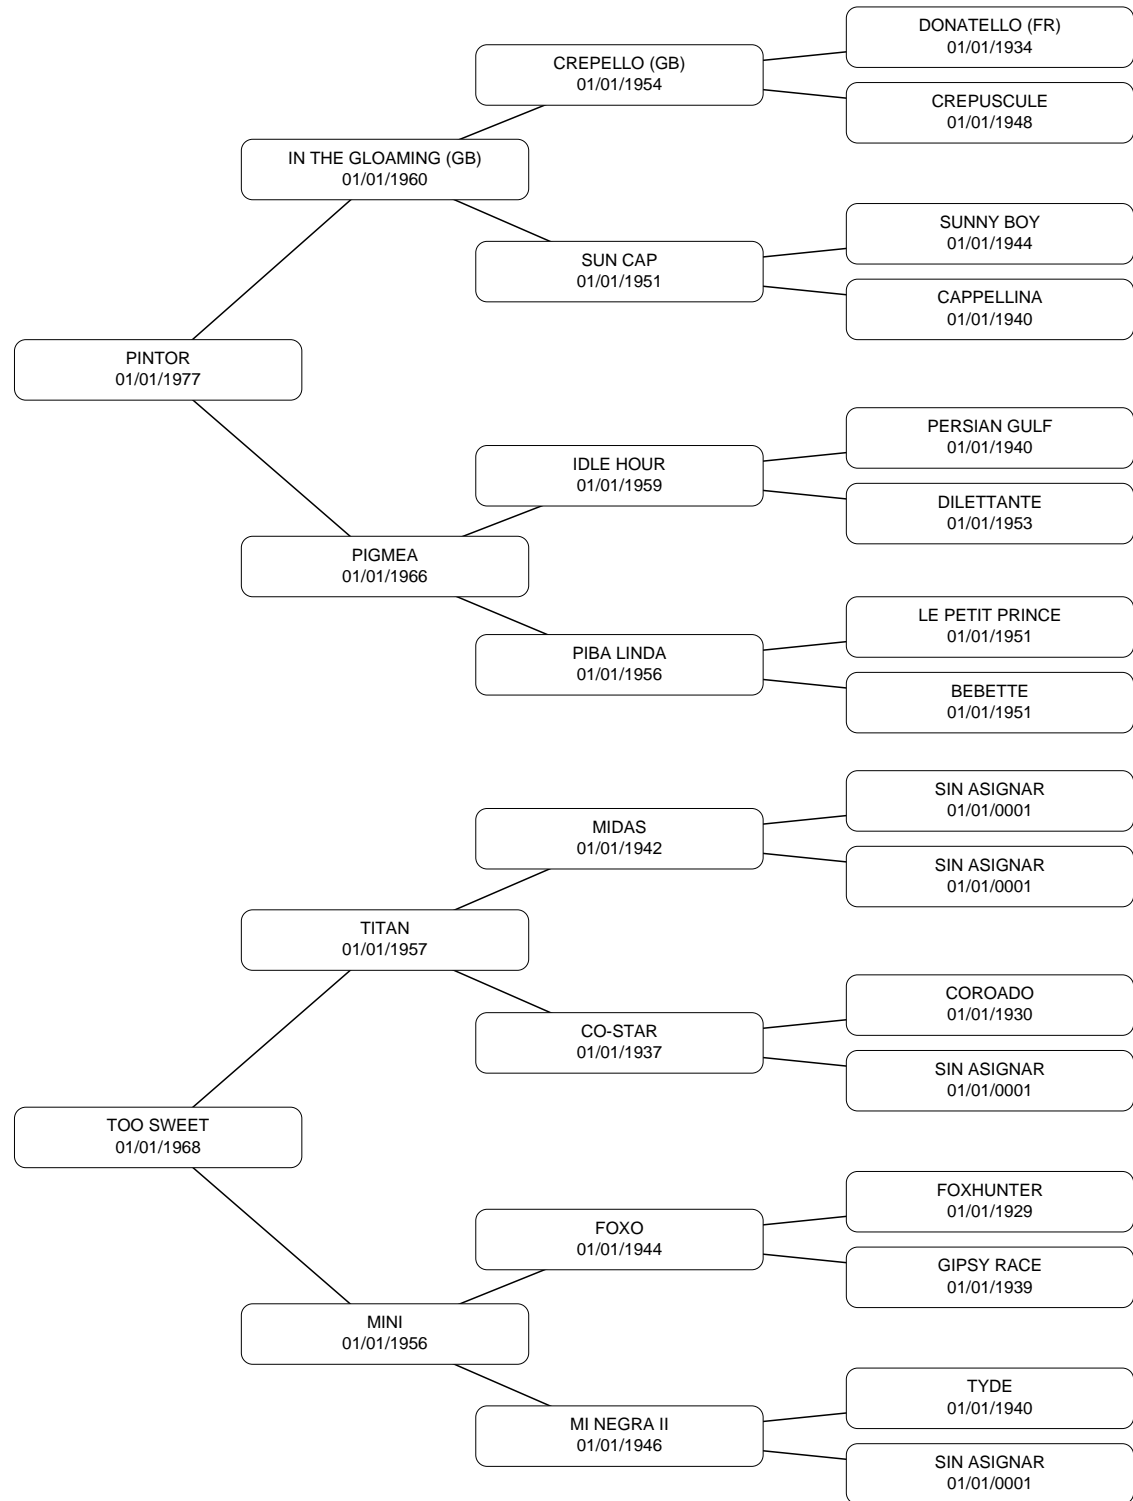 DONATELLO (FR)
01/01/1934
CREPELLO (GB)
01/01/1954
CREPUSCULE
01/01/1948
IN THE GLOAMING (GB)
01/01/1960
SUNNY BOY
01/01/1944
SUN CAP
01/01/1951
CAPPELLINA
01/01/1940
PINTOR
01/01/1977
PERSIAN GULF
01/01/1940
IDLE HOUR
01/01/1959
DILETTANTE
01/01/1953
PIGMEA
01/01/1966
LE PETIT PRINCE
01/01/1951
PIBA LINDA
01/01/1956
BEBETTE
01/01/1951
SIN ASIGNAR
01/01/0001
MIDAS
01/01/1942
SIN ASIGNAR
01/01/0001
TITAN
01/01/1957
COROADO
01/01/1930
CO-STAR
01/01/1937
SIN ASIGNAR
01/01/0001
TOO SWEET
01/01/1968
FOXHUNTER
01/01/1929
FOXO
01/01/1944
GIPSY RACE
01/01/1939
MINI
01/01/1956
TYDE
01/01/1940
MI NEGRA II
01/01/1946
SIN ASIGNAR
01/01/0001